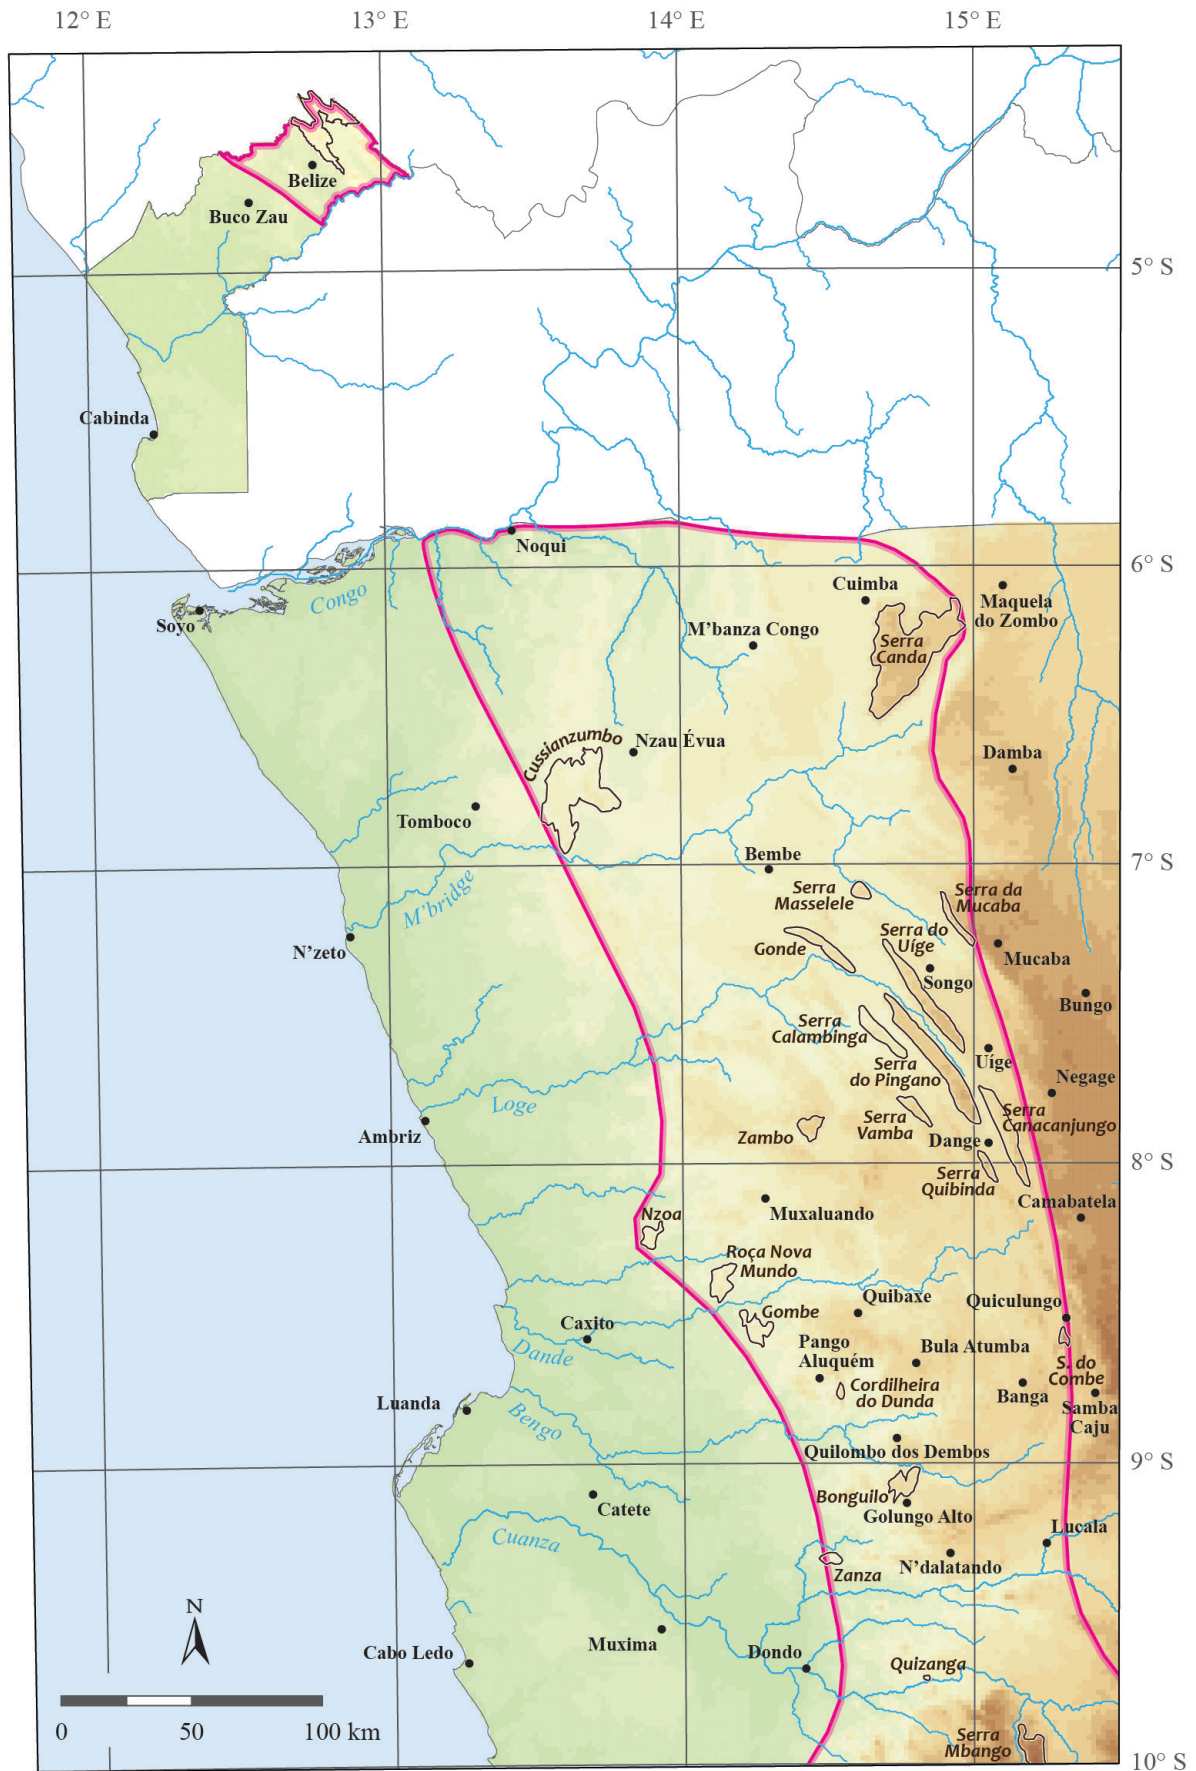 12° E
13° E
14° E
15° E
Belize
Buco Zau
5° S
Cabinda
Noqui
6° S
Congo
Soyo
Cuimba
Maquela
do Zombo
M'banza Congo
Serra
Canda
Cussianzumbo
Nzau Évua
Damba
Tomboco
Bembe
7° S
Serra
Masselele
Serra da
Mucaba
M'bridge
N'zeto
Gonde
Serra do
Uíge
Mucaba
Songo
Bungo
Serra
Calambinga
Uíge
Serra
do Pingano
Negage
Loge
Ambriz
Zambo
Serra
Vamba
Serra
Canacanjungo
Dange
8° S
Serra
Quibinda
Camabatela
Nzoa
Muxaluando
Roça Nova
Mundo
Quibaxe
Quiculungo
Gombe
Caxito
Dande
Pango
Aluquém
Bula Atumba
S. do
Combe
Cordilheira
do Dunda
Banga
Samba
Caju
Luanda
Bengo
Quilombo dos Dembos
9° S
Bonguilo
Golungo Alto
Catete
Cuanza
Lucala
N'dalatando
Zanza
N
Muxima
Cabo Ledo
Dondo
Quizanga
0
50
100 km
Serra
Mbango
10° S